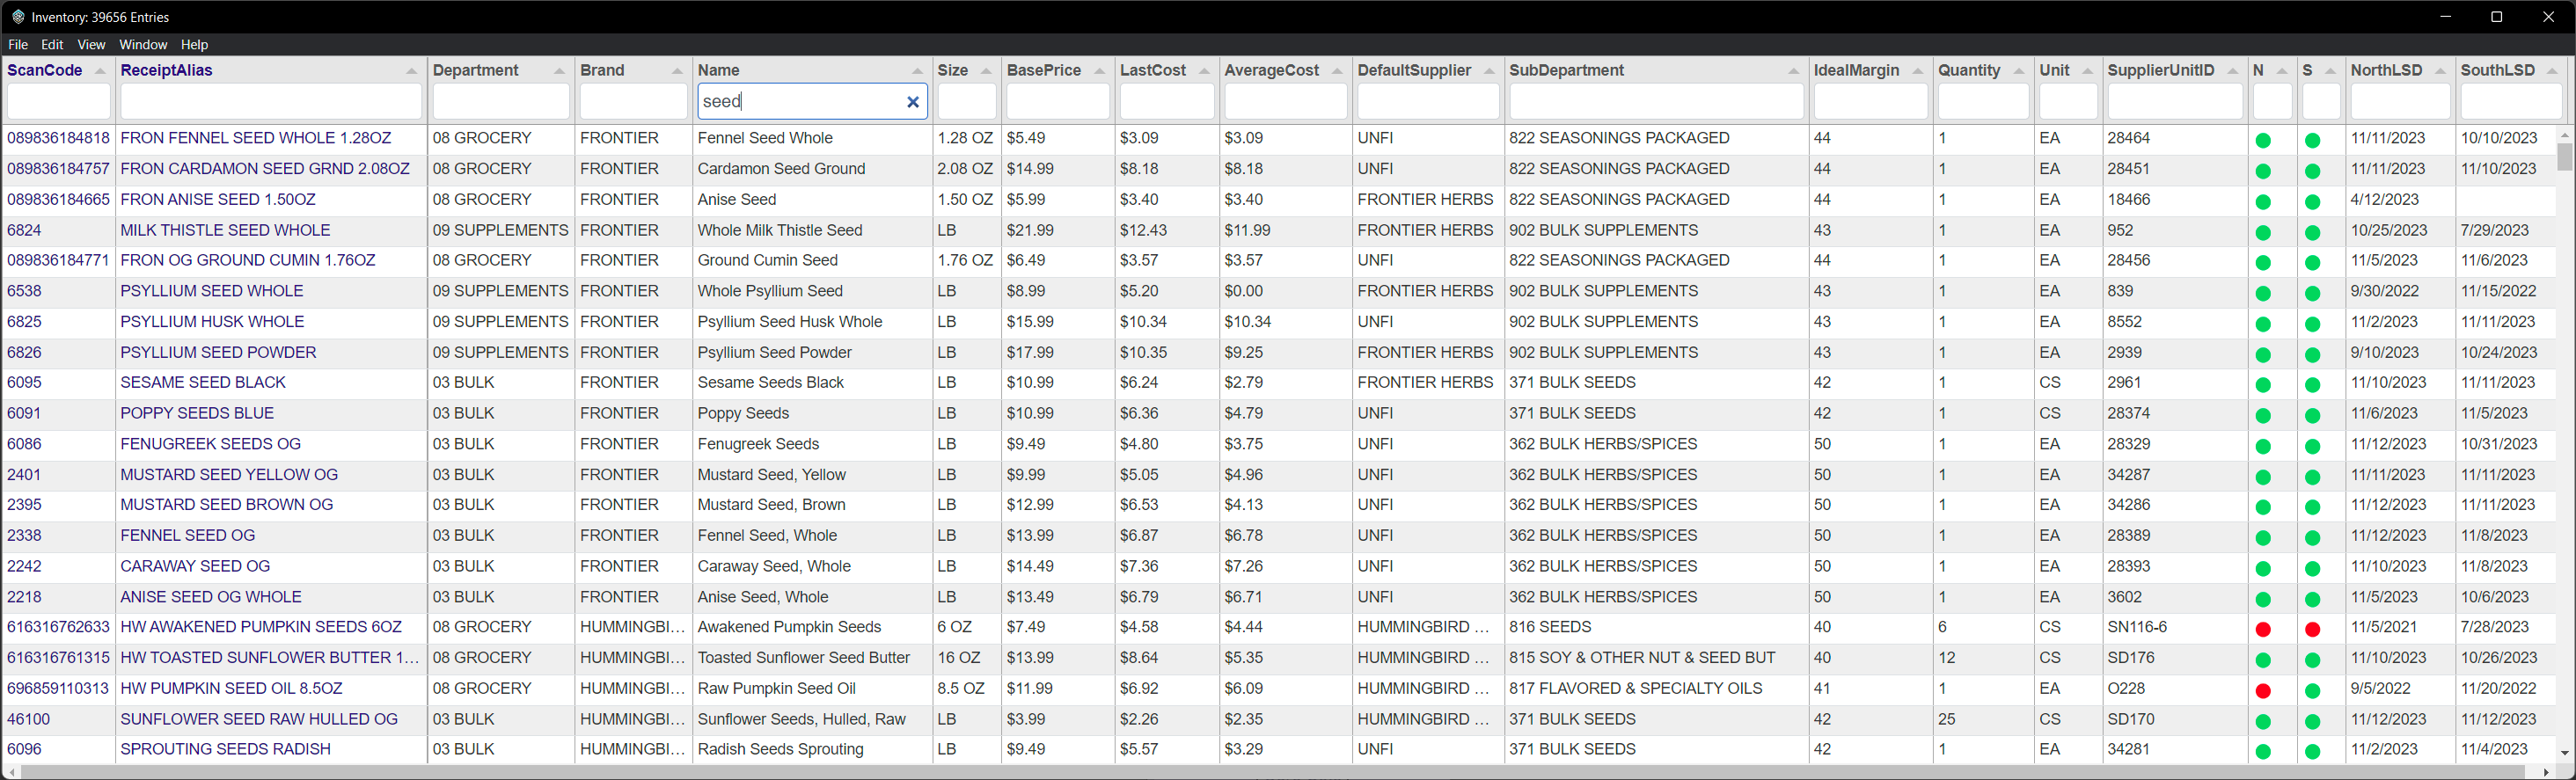 Inventory: 39656 Entries
File Edit View Window Help
ScanCode ReceiptAlias Department Brand Name Size BasePrice LastCost AverageCost DefaultSupplier SubDepartment IdealMargin Quantity Unit SupplierUnitID N S NorthLSD SouthLSD
seed
089836184818 FRON FENNEL SEED WHOLE 1.28OZ 08 GROCERY FRONTIER Fennel Seed Whole 1.28 OZ $5.49 $3.09 $3.09 UNFI 822 SEASONINGS PACKAGED 44 1 EA 28464 11/11/2023 10/10/2023
089836184757 FRON CARDAMON SEED GRND 2.08OZ 08 GROCERY FRONTIER Cardamon Seed Ground 2.08 OZ $14.99 $8.18 $8.18 UNFI 822 SEASONINGS PACKAGED 44 1 EA 28451 11/11/2023 11/10/2023
089836184665 FRON ANISE SEED 1.50OZ 08 GROCERY FRONTIER Anise Seed 1.50 OZ $5.99 $3.40 $3.40 FRONTIER HERBS 822 SEASONINGS PACKAGED 44 1 EA 18466 4/12/2023
6824 MILK THISTLE SEED WHOLE 09 SUPPLEMENTS FRONTIER Whole Milk Thistle Seed LB $21.99 $12.43 $11.99 FRONTIER HERBS 902 BULK SUPPLEMENTS 43 1 EA 952 10/25/2023 7/29/2023
089836184771 FRON OG GROUND CUMIN 1.76OZ 08 GROCERY FRONTIER Ground Cumin Seed 1.76 OZ $6.49 $3.57 $3.57 UNFI 822 SEASONINGS PACKAGED 44 1 EA 28456 11/5/2023 11/6/2023
6538 PSYLLIUM SEED WHOLE 09 SUPPLEMENTS FRONTIER Whole Psyllium Seed LB $8.99 $5.20 $0.00 FRONTIER HERBS 902 BULK SUPPLEMENTS 43 1 EA 839 9/30/2022 11/15/2022
6825 PSYLLIUM HUSK WHOLE 09 SUPPLEMENTS FRONTIER Psyllium Seed Husk Whole LB $15.99 $10.34 $10.34 UNFI 902 BULK SUPPLEMENTS 43 1 EA 8552 11/2/2023 11/11/2023
6826 PSYLLIUM SEED POWDER 09 SUPPLEMENTS FRONTIER Psyllium Seed Powder LB $17.99 $10.35 $9.25 FRONTIER HERBS 902 BULK SUPPLEMENTS 43 1 EA 2939 9/10/2023 10/24/2023
6095 SESAME SEED BLACK 03 BULK FRONTIER Sesame Seeds Black LB $10.99 $6.24 $2.79 FRONTIER HERBS 371 BULK SEEDS 42 1 CS 2961 11/10/2023 11/11/2023
6091 POPPY SEEDS BLUE 03 BULK FRONTIER Poppy Seeds LB $10.99 $6.36 $4.79 UNFI 371 BULK SEEDS 42 1 CS 28374 11/6/2023 11/5/2023
6086 FENUGREEK SEEDS OG 03 BULK FRONTIER Fenugreek Seeds LB $9.49 $4.80 $3.75 UNFI 362 BULK HERBS/SPICES 50 1 EA 28329 11/12/2023 10/31/2023
2401 MUSTARD SEED YELLOW OG 03 BULK FRONTIER Mustard Seed, Yellow LB $9.99 $5.05 $4.96 UNFI 362 BULK HERBS/SPICES 50 1 EA 34287 11/11/2023 11/11/2023
2395 MUSTARD SEED BROWN OG 03 BULK FRONTIER Mustard Seed, Brown LB $12.99 $6.53 $4.13 UNFI 362 BULK HERBS/SPICES 50 1 EA 34286 11/12/2023 11/11/2023
2338 FENNEL SEED OG 03 BULK FRONTIER Fennel Seed, Whole LB $13.99 $6.87 $6.78 UNFI 362 BULK HERBS/SPICES 50 1 EA 28389 11/12/2023 11/8/2023
2242 CARAWAY SEED OG 03 BULK FRONTIER Caraway Seed, Whole LB $14.49 $7.36 $7.26 UNFI 362 BULK HERBS/SPICES 50 1 EA 28393 11/10/2023 11/8/2023
2218 ANISE SEED OG WHOLE 03 BULK FRONTIER Anise Seed, Whole LB $13.49 $6.79 $6.71 UNFI 362 BULK HERBS/SPICES 50 1 EA 3602 11/5/2023 10/6/2023
616316762633 HW AWAKENED PUMPKIN SEEDS 6OZ 08 GROCERY HUMMINGBI... Awakened Pumpkin Seeds 6 OZ $7.49 $4.58 $4.44 HUMMINGBIRD ... 816 SEEDS 40 6 CS SN116-6 11/5/2021 7/28/2023
616316761315 HW TOASTED SUNFLOWER BUTTER 1... 08 GROCERY HUMMINGBI... Toasted Sunflower Seed Butter 16 OZ $13.99 $8.64 $5.35 HUMMINGBIRD ... 815 SOY & OTHER NUT & SEED BUT 40 12 CS SD176 11/10/2023 10/26/2023
696859110313 HW PUMPKIN SEED OIL 8.5OZ 08 GROCERY HUMMINGBI... Raw Pumpkin Seed Oil 8.5 OZ $11.99 $6.92 $6.09 HUMMINGBIRD ... 817 FLAVORED & SPECIALTY OILS 41 1 EA O228 9/5/2022 11/20/2022
46100 SUNFLOWER SEED RAW HULLED OG 03 BULK HUMMINGBI... Sunflower Seeds, Hulled, Raw LB $3.99 $2.26 $2.35 HUMMINGBIRD ... 371 BULK SEEDS 42 25 CS SD170 11/12/2023 11/12/2023
6096 SPROUTING SEEDS RADISH 03 BULK HUMMINGBI... Radish Seeds Sprouting LB $9.49 $5.57 $3.29 UNFI 371 BULK SEEDS 42 1 EA 34281 11/2/2023 11/4/2023